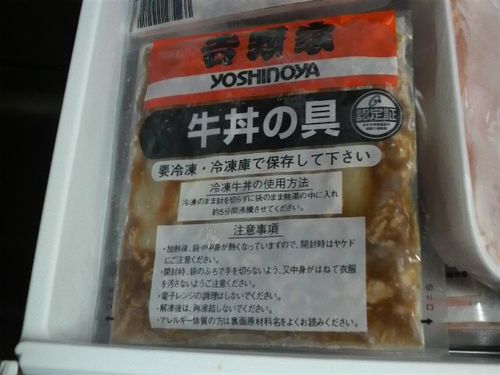 吉野家
YOSHINOYA
牛丼の具
認定証
要冷凍・冷凍庫で保存して下さい
冷凍牛丼の使用方法
冷凍のまま封を切らずに袋のまま熱湯の中に入れ
約5分間沸騰させてください。
注意事項
・加熱後、袋や中身が熱くなっていますので、開封時はヤケド
にご注意ください。
・開封時、袋のふちで手を切らないよう、又中身がはねて衣服
を汚さないようご注意ください。
・電子レンジの調理はしないでください。
・解凍後は、再凍結しないでください。
・アレルギー体質の方は裏面原材料名をよくお読みください。